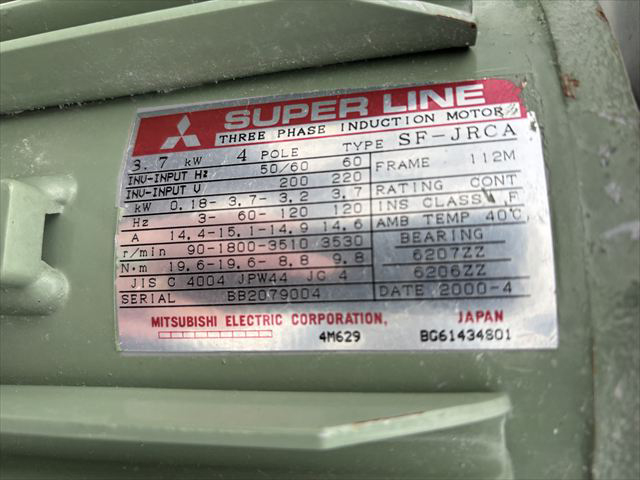 SUPER LINE
THREE PHASE INDUCTION MOTOR
3.7 kW 4 POLE TYPE SF-JRCA
INV-INPUT Hz 50/60 60 FRAME 112M
INV-INPUT V 200 220 RATING CONT
kW 0.18- 3.7- 3.2 3.7 INS CLASS F
Hz 3- 60-120 120 AMB TEMP 40℃
A 14.4-15.1-14.9 14.6 BEARING
r/min 90-1800-3510 3530 6207ZZ
N·m 19.6-19.6- 8.8 9.8 6206ZZ
JIS C 4004 JPW44 JC 4
SERIAL BB2079004 DATE 2000-4
MITSUBISHI ELECTRIC CORPORATION, JAPAN
4M629 BG61434801